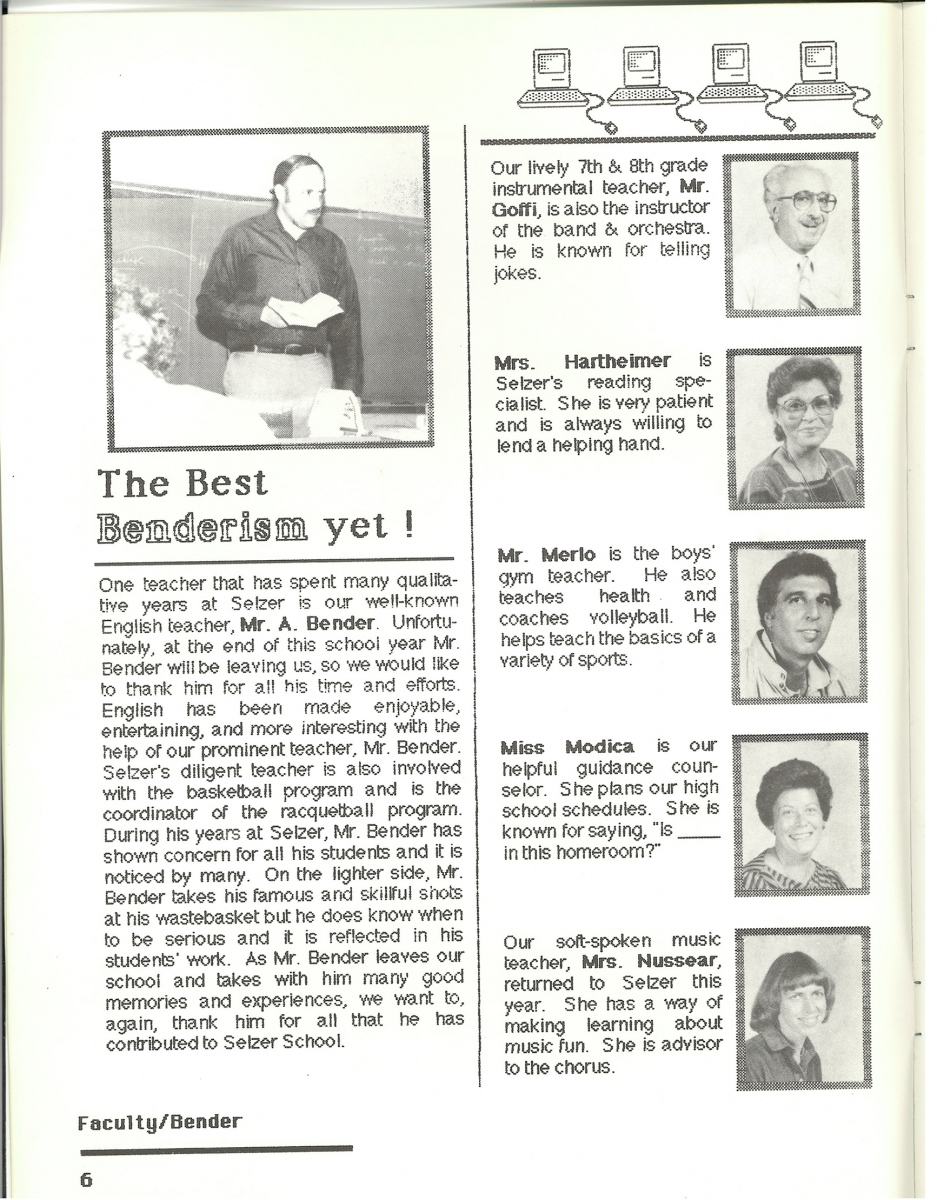 The Best
Benderism yet !
One teacher that has spent many qualita-
tive years at Selzer is our well-known
English teacher, Mr. A. Bender. Unfortu-
nately, at the end of this school year Mr.
Bender will be leaving us, so we would like
to thank him for all his time and efforts.
English has been made enjoyable,
entertaining, and more interesting with the
help of our prominent teacher, Mr. Bender.
Selzer's diligent teacher is also involved
with the basketball program and is the
coordinator of the racquetball program.
During his years at Selzer, Mr. Bender has
shown concern for all his students and it is
noticed by many. On the lighter side, Mr.
Bender takes his famous and skillful shots
at his wastebasket but he does know when
to be serious and it is reflected in his
students' work. As Mr. Bender leaves our
school and takes with him many good
memories and experiences, we want to,
again, thank him for all that he has
contributed to Selzer School.
Our lively 7th & 8th grade
instrumental teacher, Mr.
Goffi, is also the instructor
of the band & orchestra.
He is known for telling
jokes.
Mrs. Hartheimer is
Selzer's reading spe-
cialist. She is very patient
and is always willing to
lend a helping hand.
Mr. Merlo is the boys'
gym teacher. He also
teaches health and
coaches volleyball. He
helps teach the basics of a
variety of sports.
Miss Modica is our
helpful guidance coun-
selor. She plans our high
school schedules. She is
known for saying, "Is _____
in this homeroom?"
Our soft-spoken music
teacher, Mrs. Nussear,
returned to Selzer this
year. She has a way of
making learning about
music fun. She is advisor
to the chorus.
Faculty/Bender
6